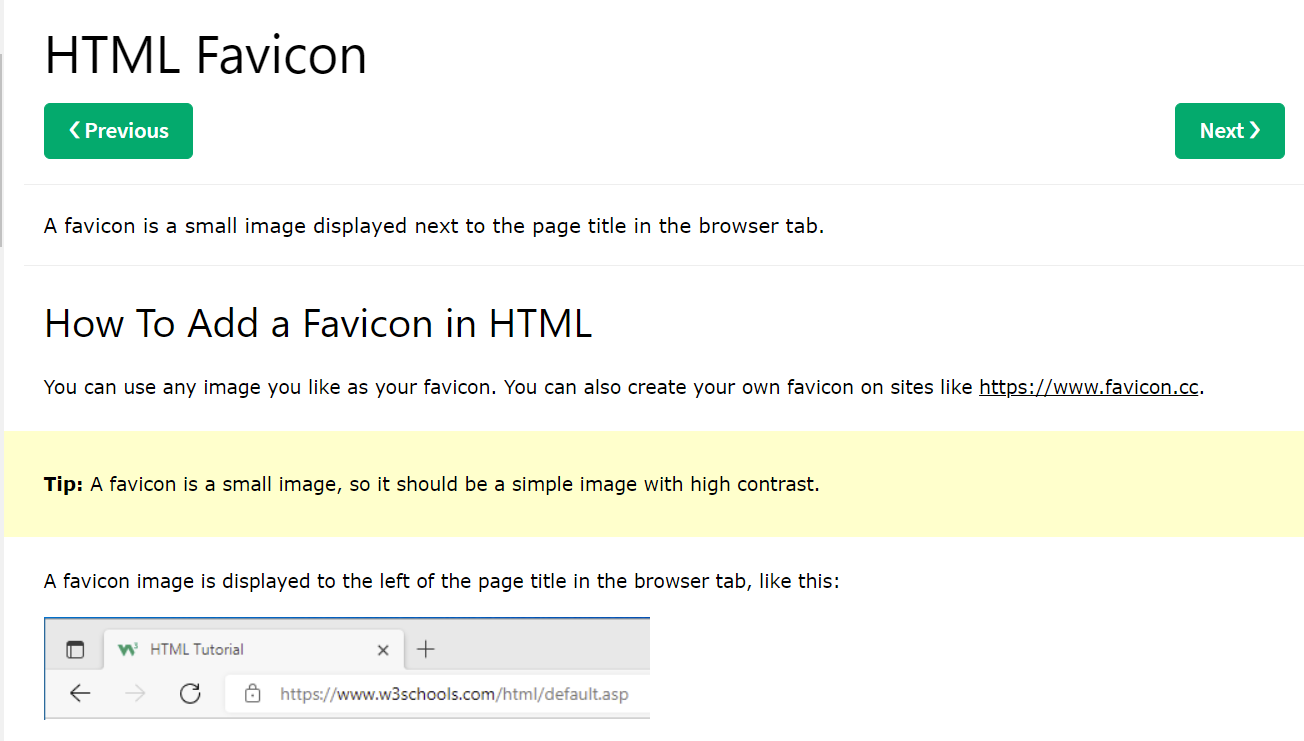 HTML Favicon
❮ Previous
Next ❯
A favicon is a small image displayed next to the page title in the browser tab.
How To Add a Favicon in HTML
You can use any image you like as your favicon. You can also create your own favicon on sites like https://www.favicon.cc.
Tip: A favicon is a small image, so it should be a simple image with high contrast.
A favicon image is displayed to the left of the page title in the browser tab, like this:
W³ HTML Tutorial
https://www.w3schools.com/html/default.asp